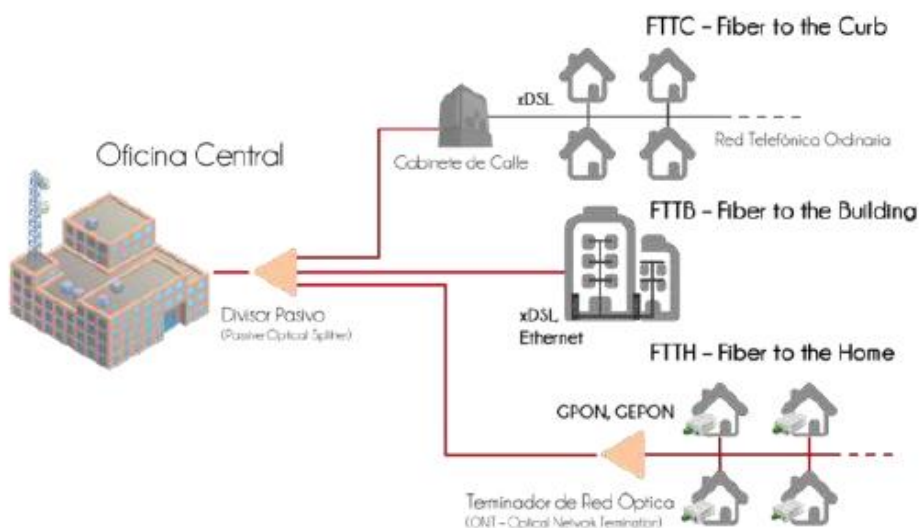 FTTC – Fiber to the Curb
xDSL
Oficina Central
Gabinete de Calle
Red Telefónica Ordinaria
FTTB – Fiber to the Building
Divisor Pasivo
(Passive Optical Splitter)
xDSL,
Ethernet
FTTH – Fiber to the Home
GPON, GEPON
Terminador de Red Óptica
(ONT – Optical Network Terminator)